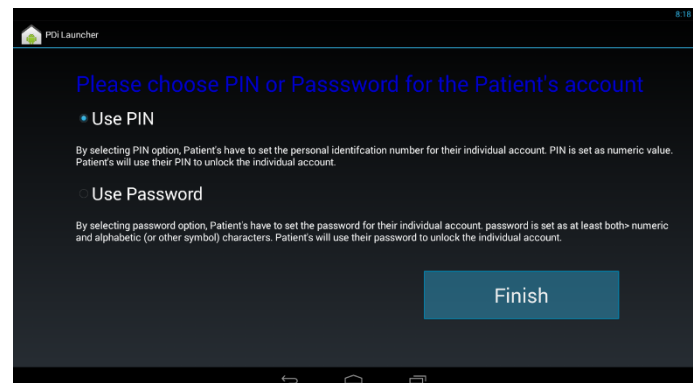 8:18
PDi Launcher
Please choose PIN or Passsword for the Patient's account
Use PIN
By selecting PIN option, Patient's have to set the personal identifcation number for their individual account. PIN is set as numeric value.
Patient's will use their PIN to unlock the individual account.
Use Password
By selecting password option, Patient's have to set the password for their individual account. password is set as at least both> numeric
and alphabetic (or other symbol) characters. Patient's will use their password to unlock the individual account.
Finish